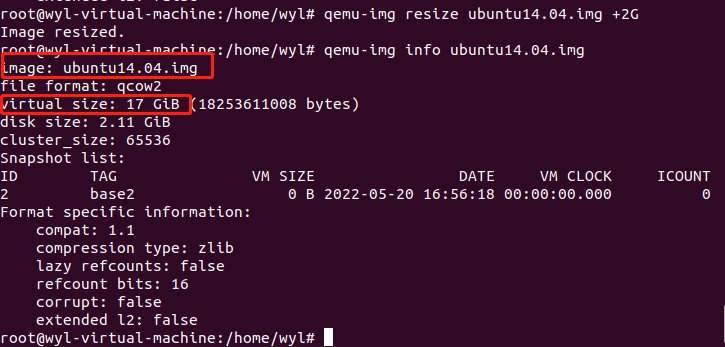 root@wyl-virtual-machine:/home/wyl# qemu-img resize ubuntu14.04.img +2G
Image resized.
root@wyl-virtual-machine:/home/wyl# qemu-img info ubuntu14.04.img
image: ubuntu14.04.img
file format: qcow2
virtual size: 17 GiB (18253611008 bytes)
disk size: 2.11 GiB
cluster_size: 65536
Snapshot list:
ID TAG VM SIZE DATE VM CLOCK ICOUNT
2 base2 0 B 2022-05-20 16:56:18 00:00:00.000 0
Format specific information:
compat: 1.1
compression type: zlib
lazy refcounts: false
refcount bits: 16
corrupt: false
extended l2: false
root@wyl-virtual-machine:/home/wyl#